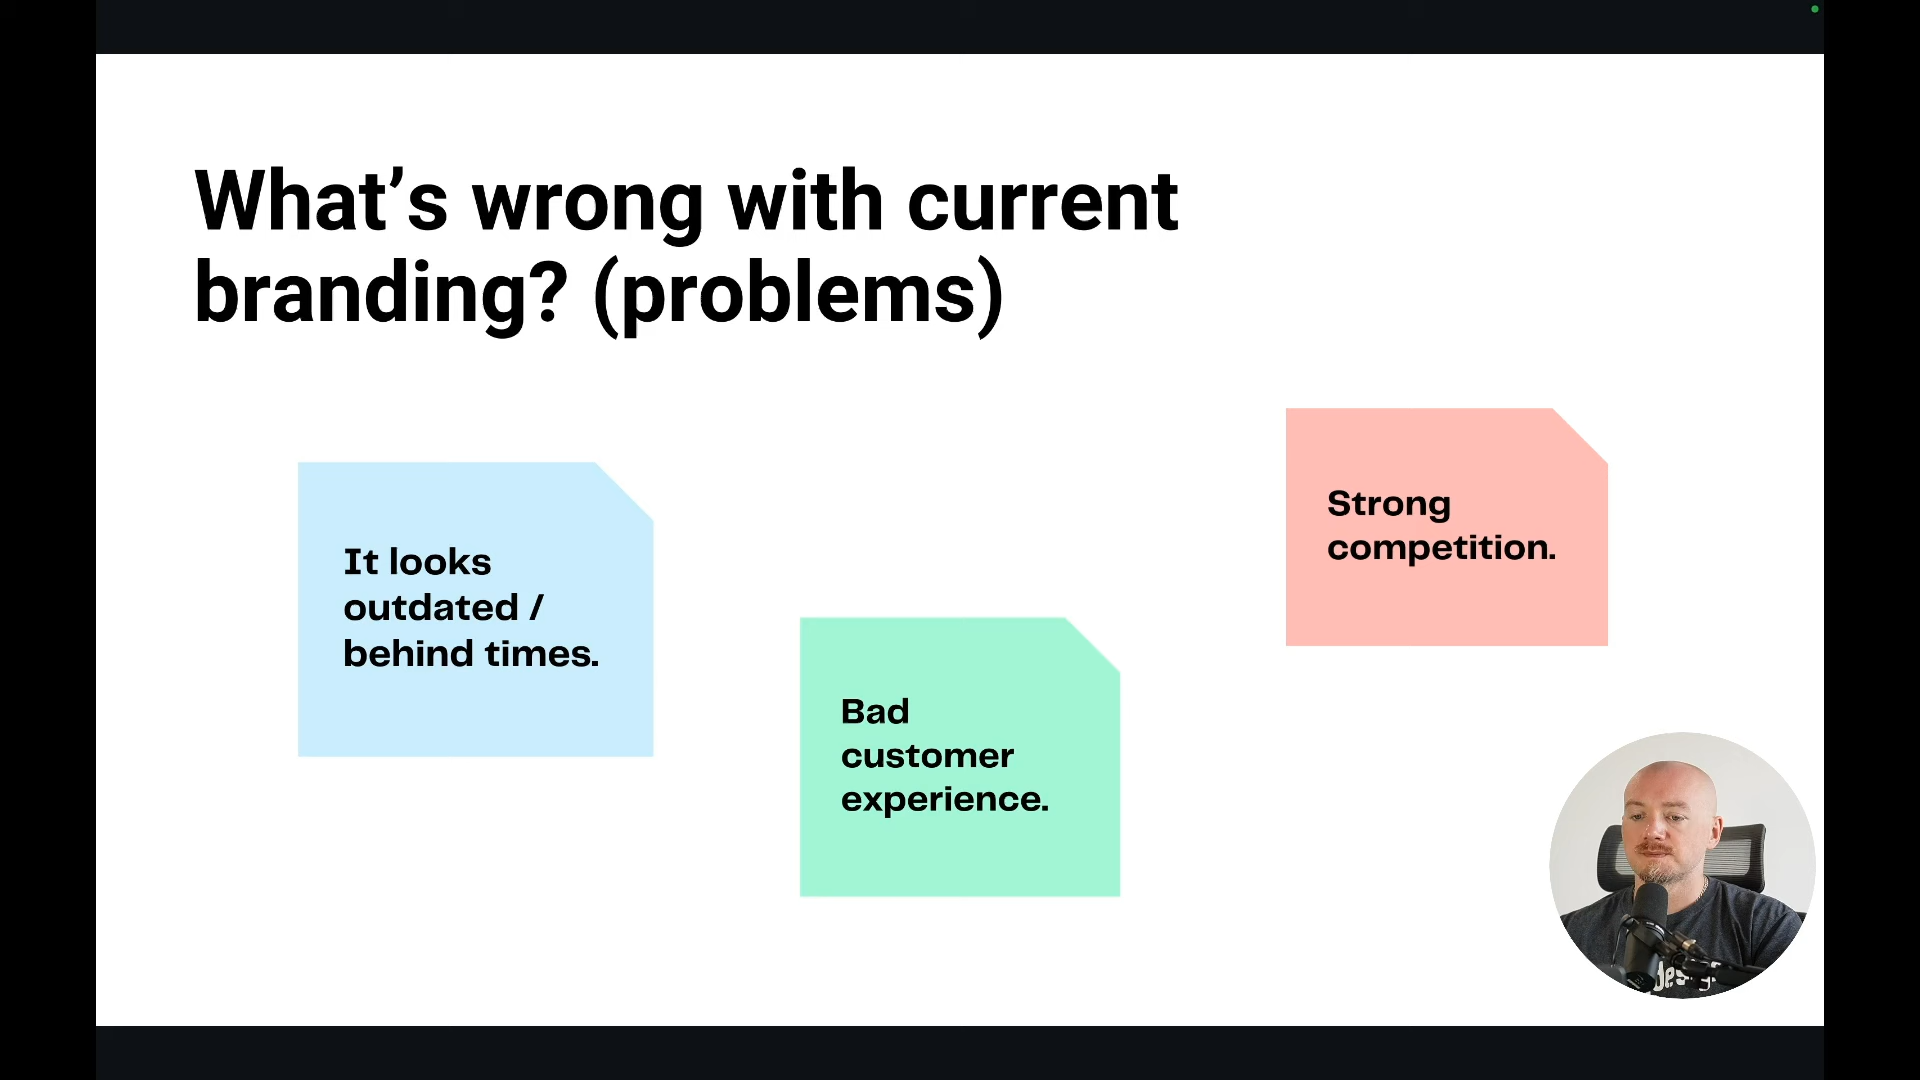 What’s wrong with current
branding? (problems)
It looks
outdated /
behind times.
Bad
customer
experience.
Strong
competition.